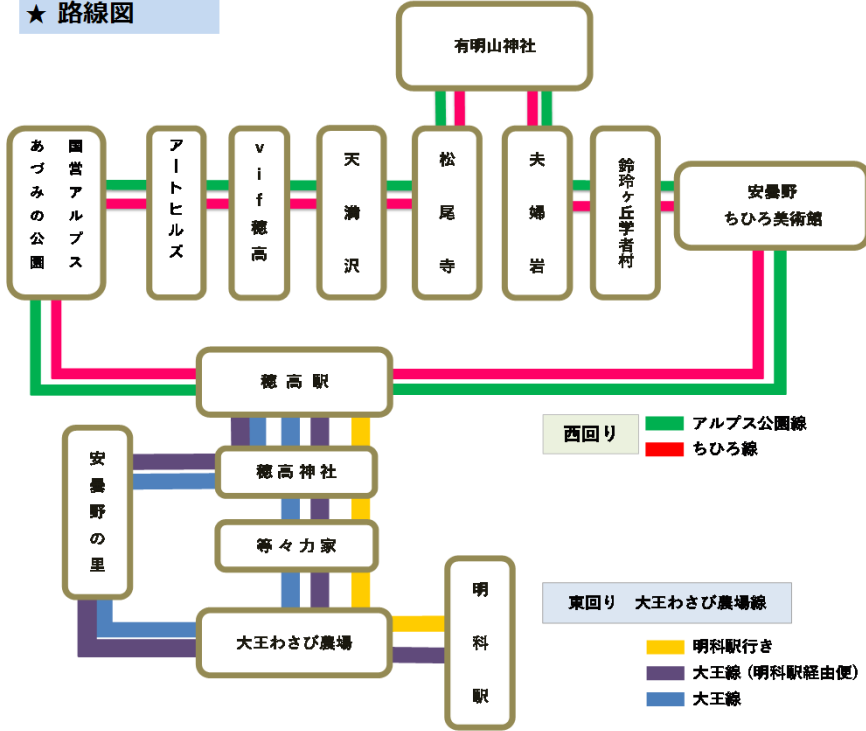 ★ 路線図
有明山神社
国営アルプス
あづみの公園
アートヒルズ
vif穂高
天満沢
松尾寺
夫婦岩
鈴玲ヶ丘学者村
安曇野
ちひろ美術館
穂高駅
西回り
アルプス公園線
ちひろ線
安曇野の里
穂高神社
等々力家
大王わさび農場
明科駅
東回り 大王わさび農場線
明科駅行き
大王線(明科駅経由便)
大王線